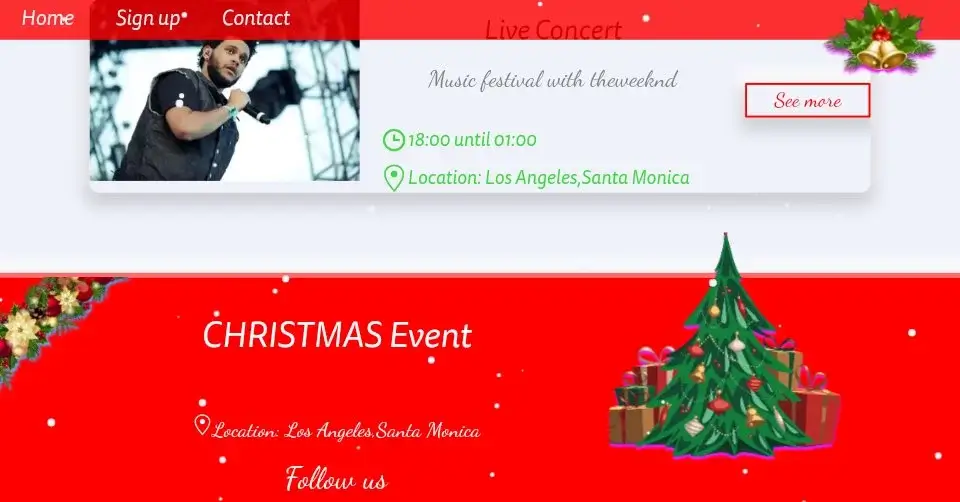 Home Sign up Contact
Live Concert
Music festival with theweeknd
See more
18:00 until 01:00
Location: Los Angeles,Santa Monica
CHRISTMAS Event
Location: Los Angeles,Santa Monica
Follow us